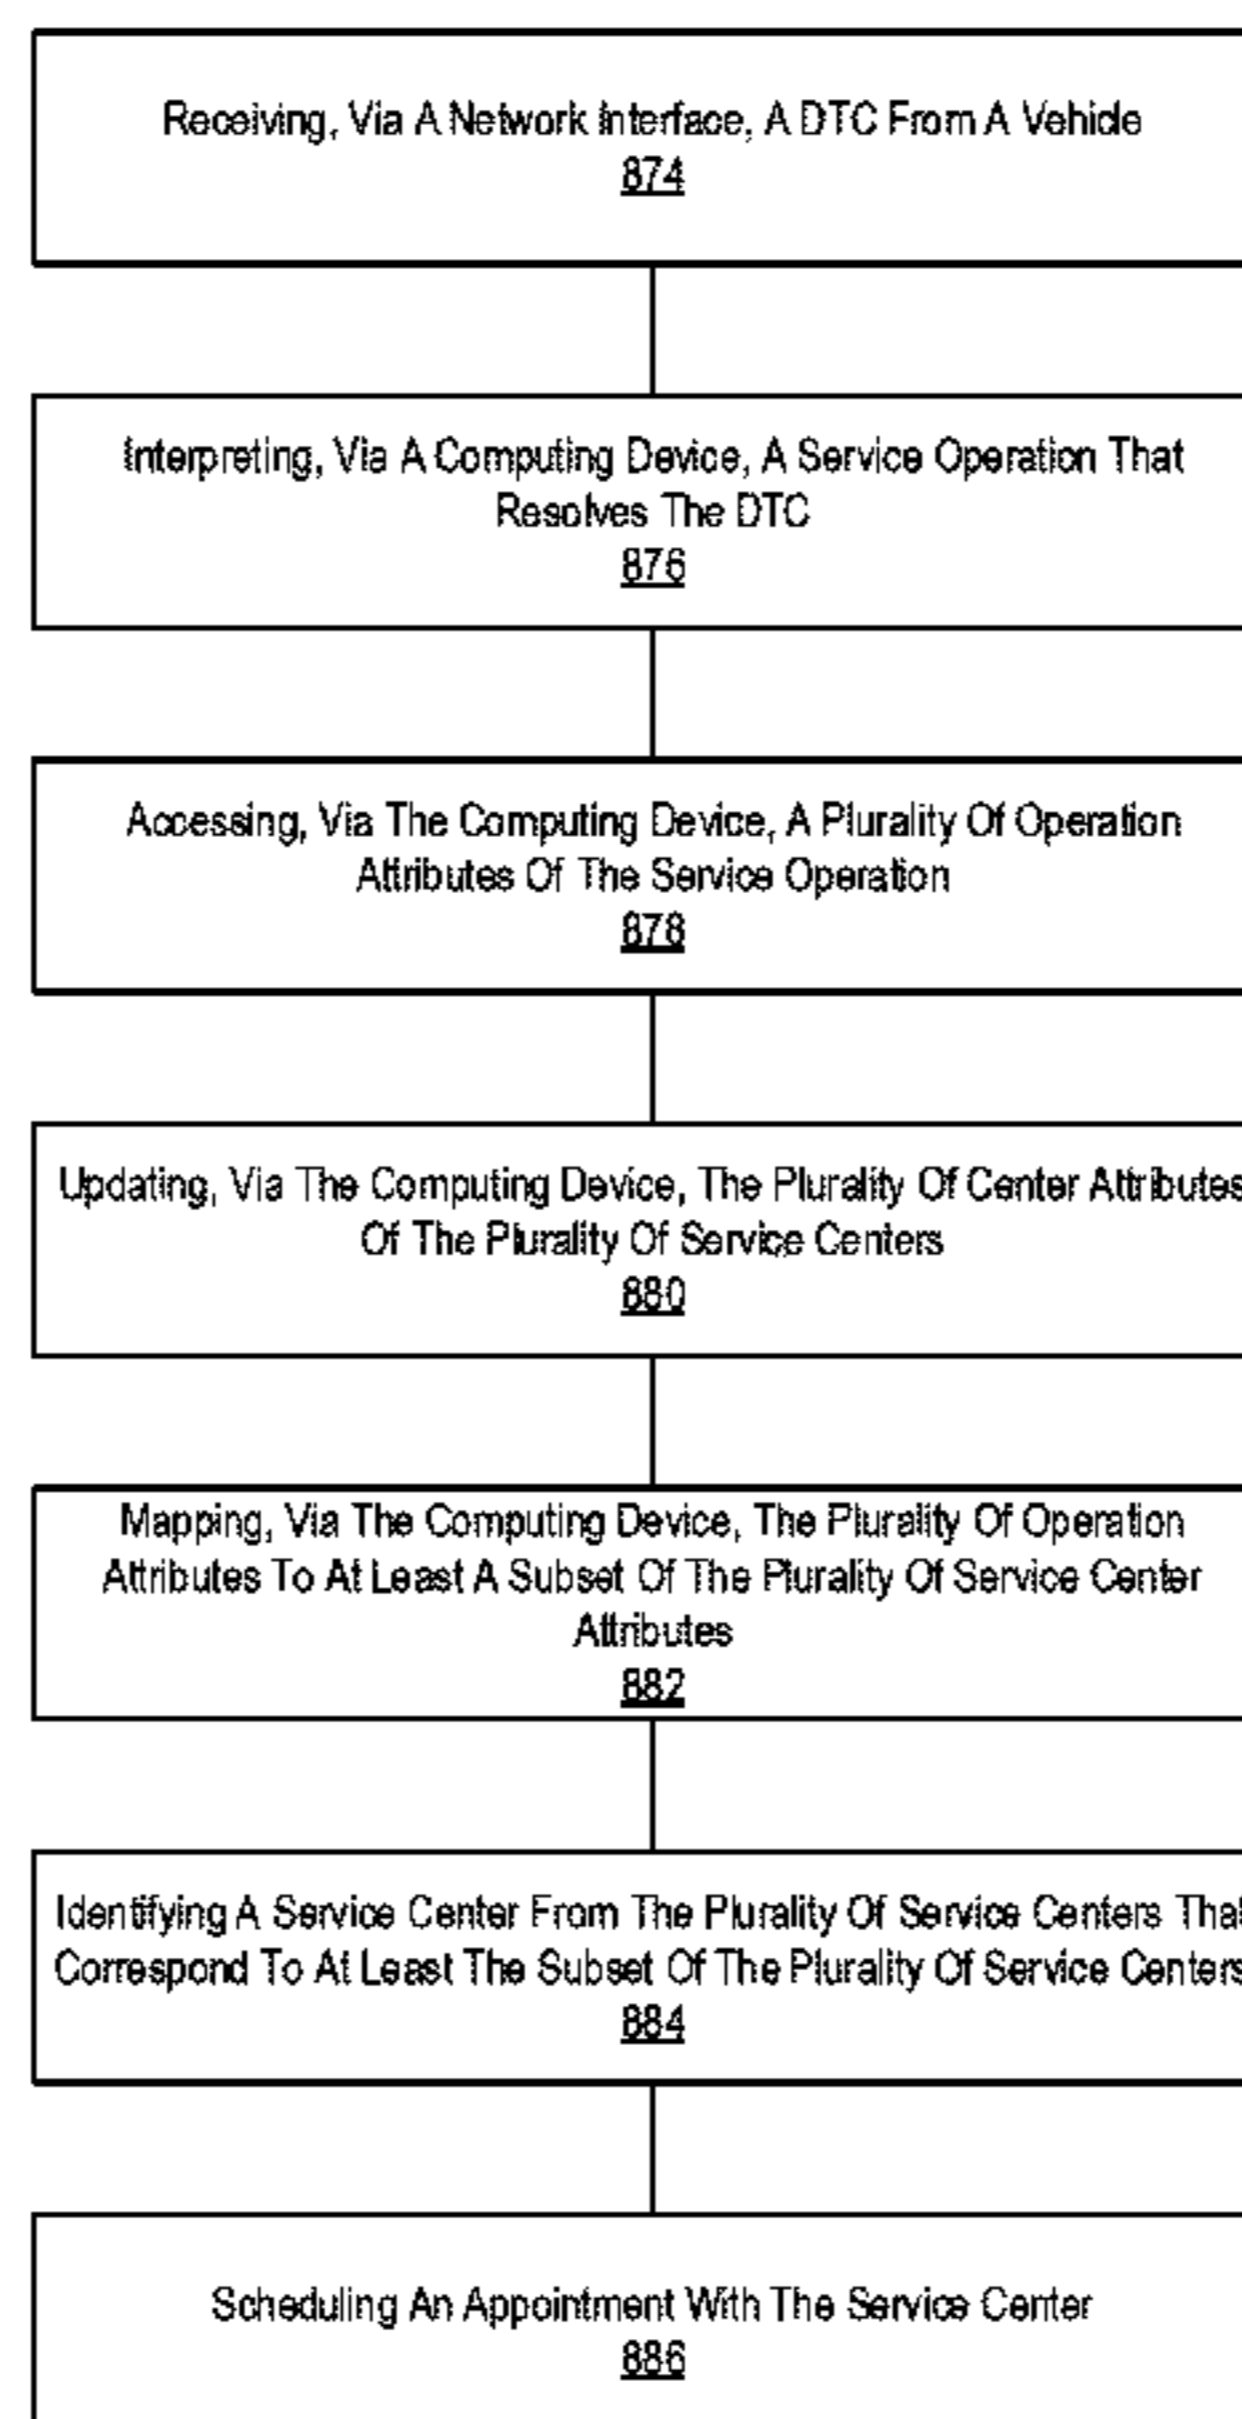 Receiving, Via A Network Interface, A DTC From A Vehicle
874
Interpreting, Via A Computing Device, A Service Operation That
Resolves The DTC
876
Accessing, Via The Computing Device, A Plurality Of Operation
Attributes Of The Service Operation
878
Updating, Via The Computing Device, The Plurality Of Center Attributes
Of The Plurality Of Service Centers
880
Mapping, Via The Computing Device, The Plurality Of Operation
Attributes To At Least A Subset Of The Plurality Of Service Center
Attributes
882
Identifying A Service Center From The Plurality Of Service Centers That
Correspond To At Least The Subset Of The Plurality Of Service Centers
884
Scheduling An Appointment With The Service Center
886